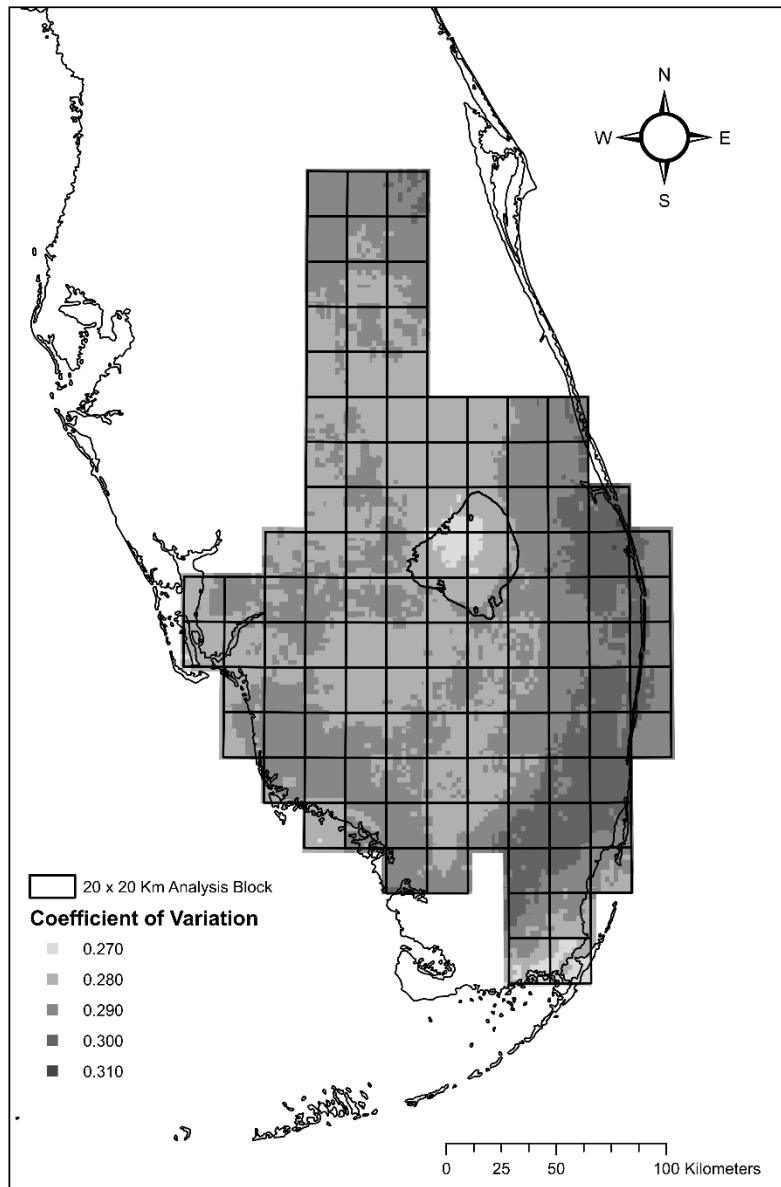 N
W E
S
20 x 20 Km Analysis Block
Coefficient of Variation
0.270
0.280
0.290
0.300
0.310
0 25 50 100 Kilometers